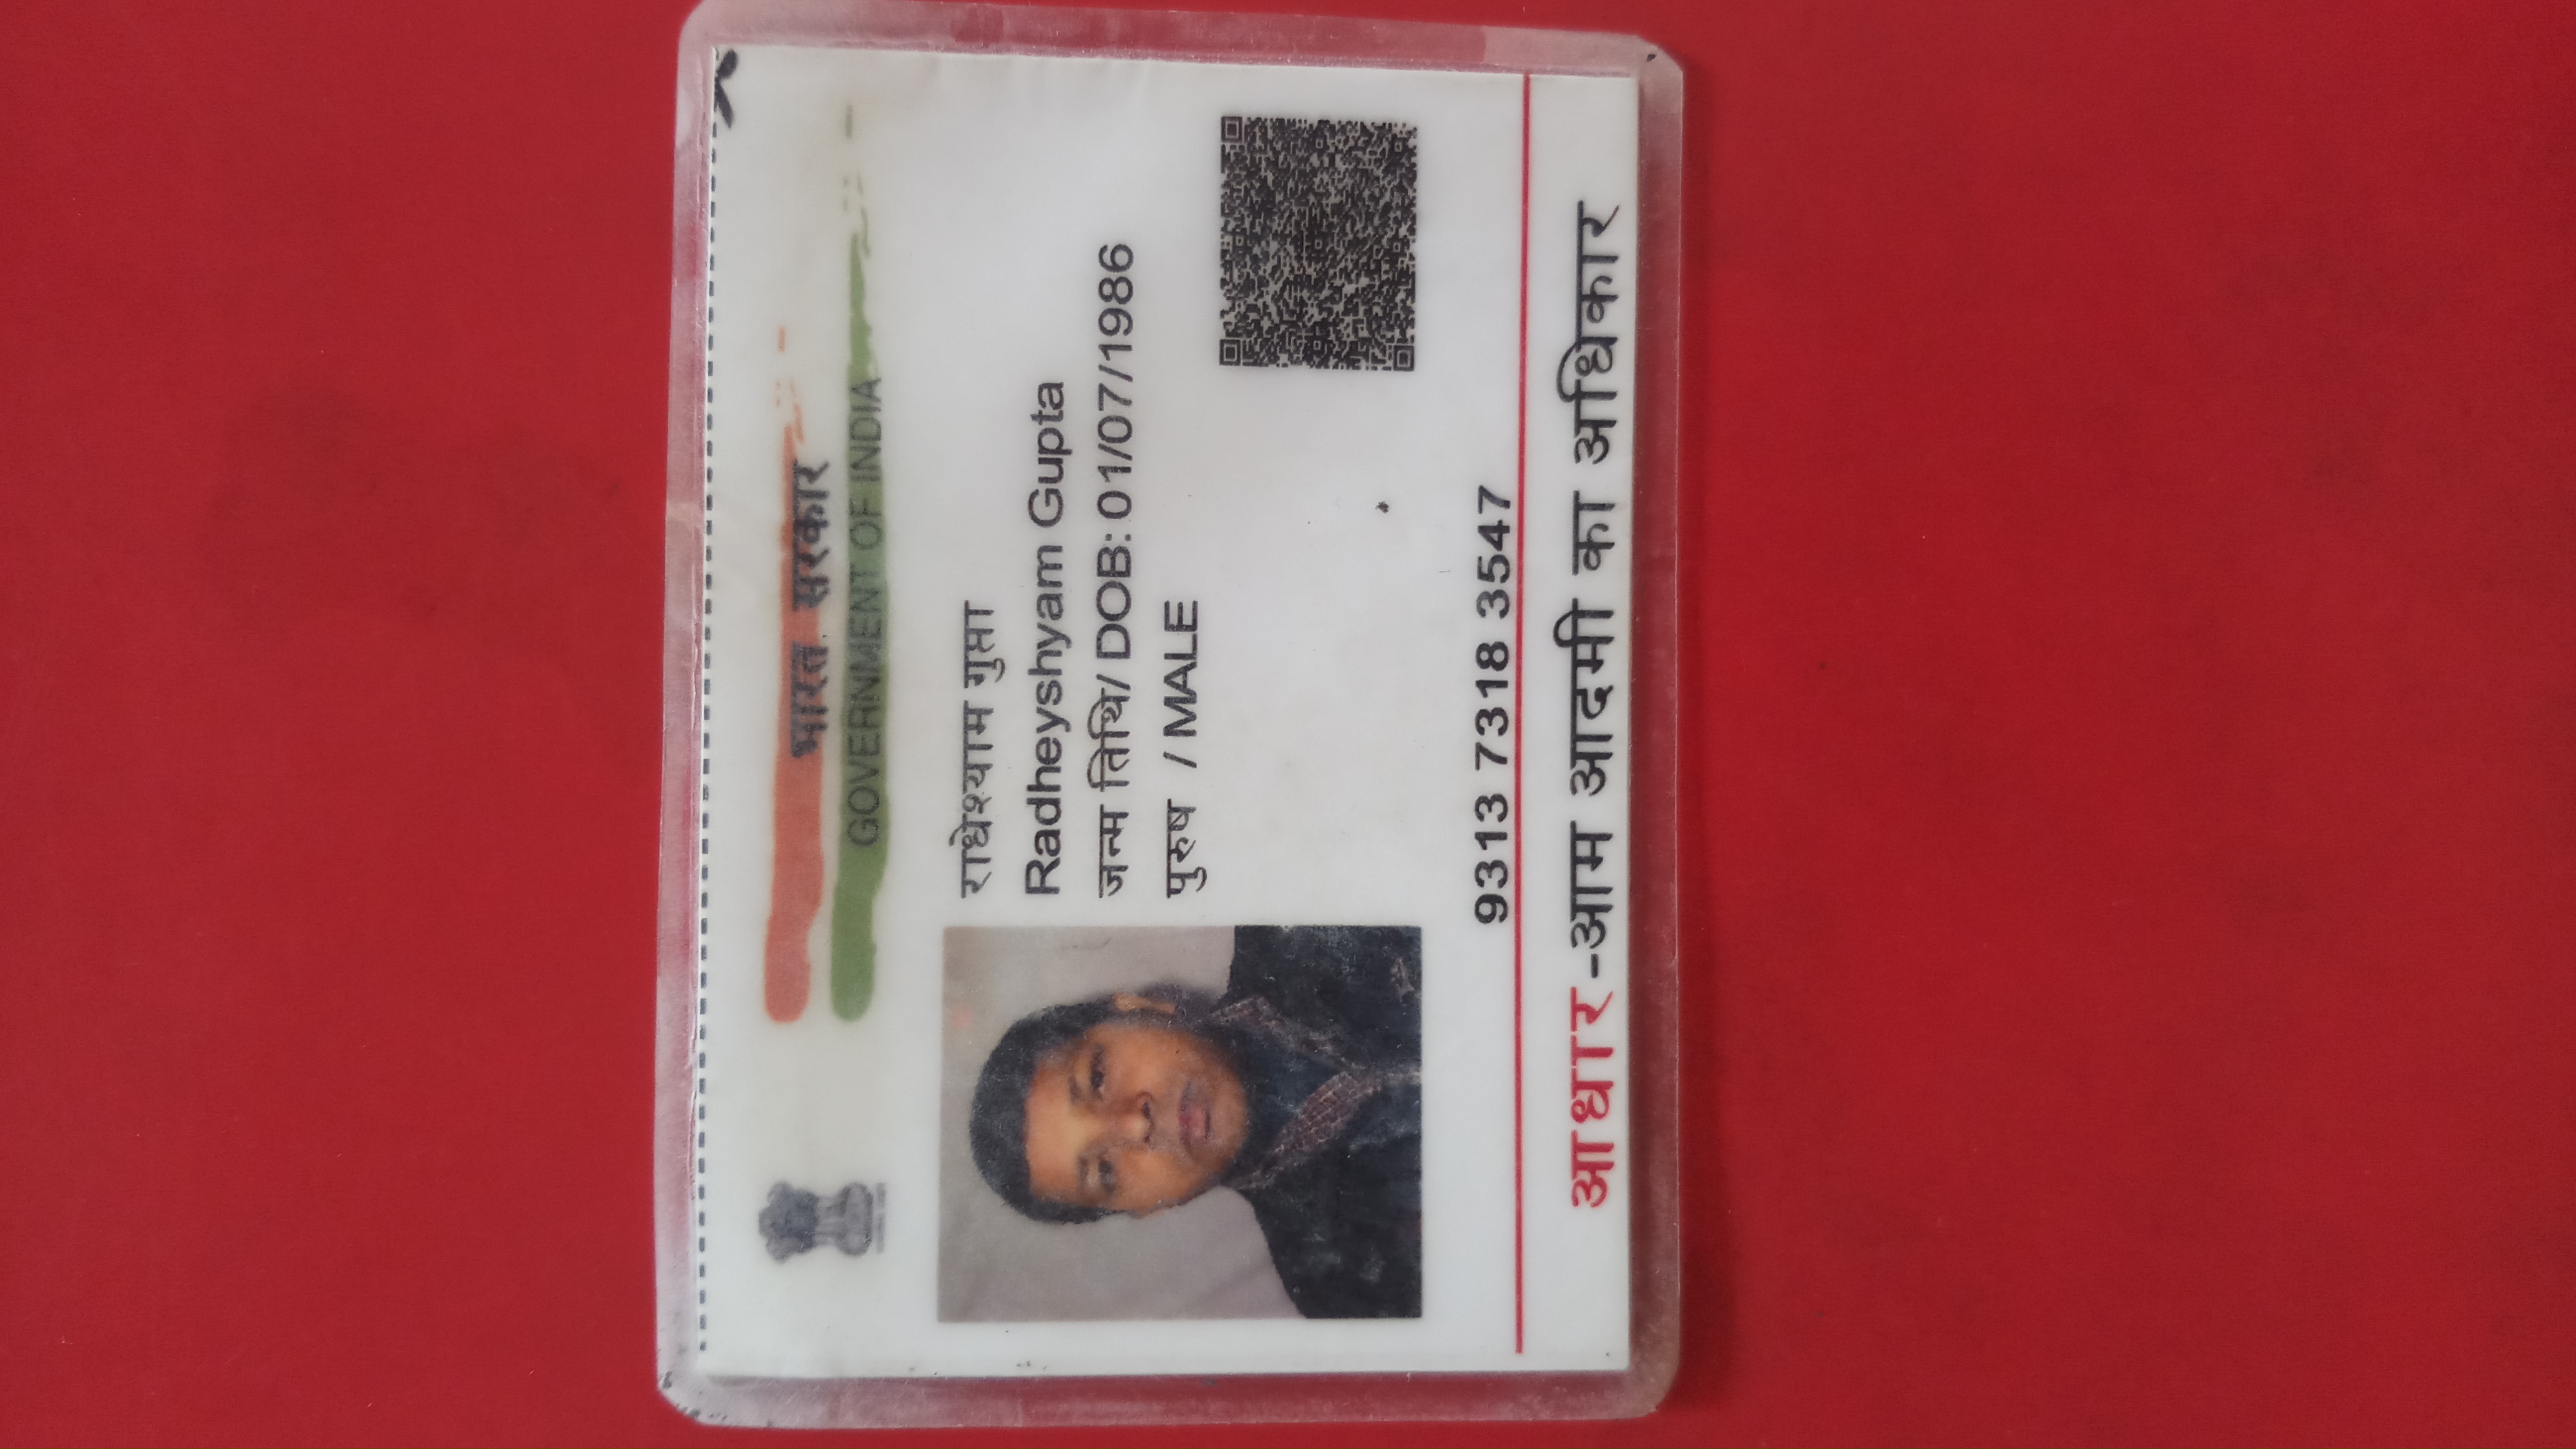 भारत सरकार
GOVERNMENT OF INDIA
राधेश्याम गुप्ता
Radheyshyam Gupta
जन्म तिथि/ DOB: 01/07/1986
पुरुष / MALE
9313 7318 3547
आधार-आम आदमी का अधिकार